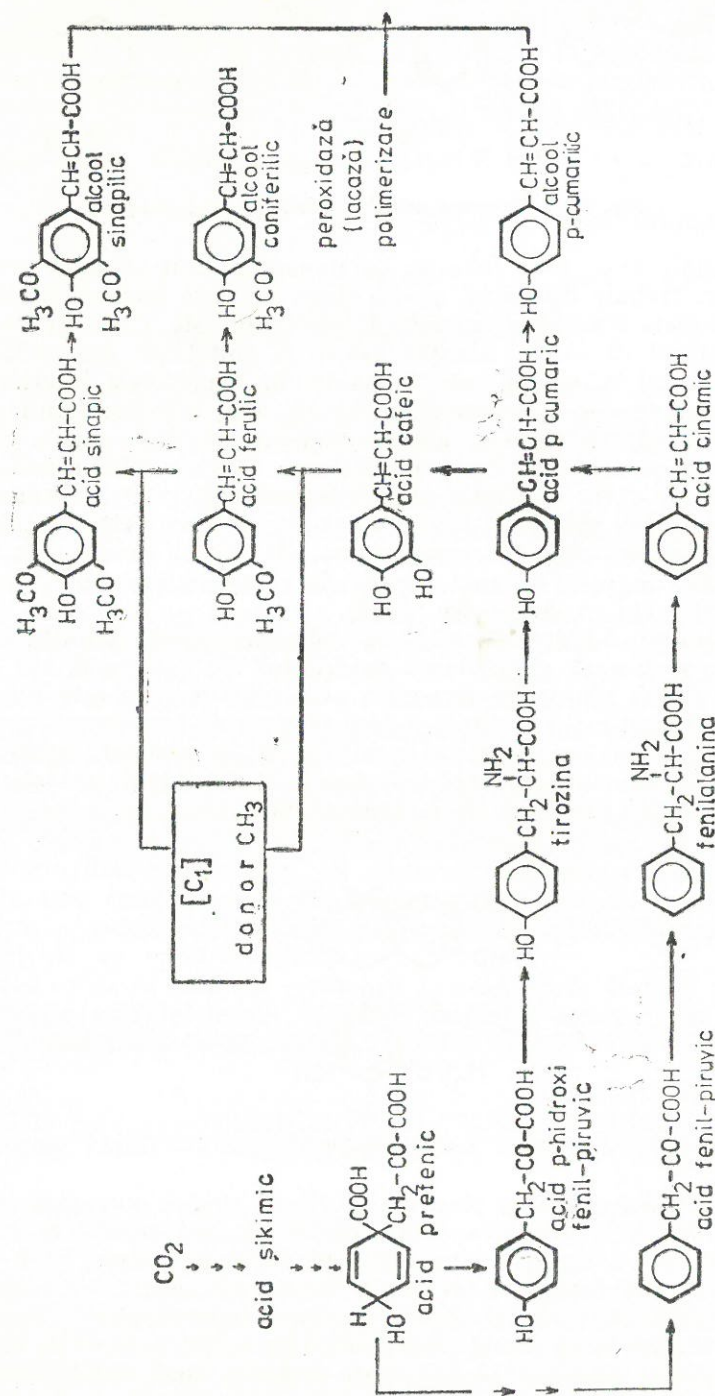 CO2
acid şikimic
H
HO
COOH
CH2-CO-COOH
acid prefenic
HO
CH2-CO-COOH
acid p-hidroxi
fenil-piruvic
CH2-CO-COOH
acid fenil-piruvic
[C1]
donor CH3
NH2
HO
CH2-CH-COOH
tirozina
NH2
CH2-CH-COOH
fenilalanina
H3CO
HO
H3CO
CH=CH-COOH
acid sinapic
HO
H3CO
CH=CH-COOH
acid ferulic
HO
HO
CH=CH-COOH
acid cafeic
HO
CH=CH-COOH
acid p cumaric
CH=CH-COOH
acid cinamic
H3CO
HO
H3CO
CH=CH-COOH
alcool
sinapilic
HO
H3CO
CH=CH-COOH
alcool
coniferilic
peroxidază
(lacază)
polimerizare
HO
CH=CH-COOH
alcool
p-cumarilic